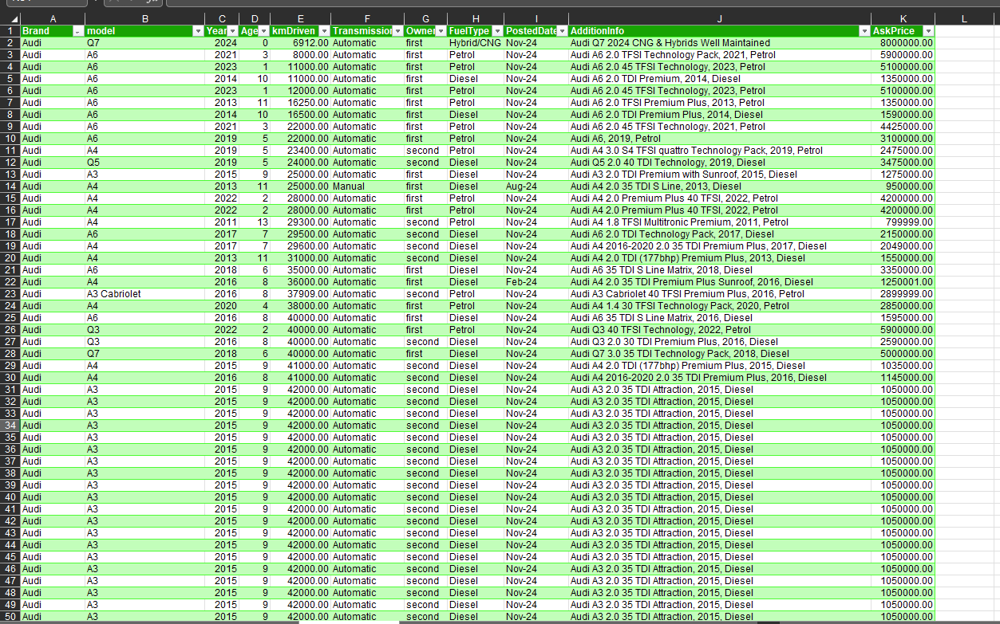 A B C D E F G H I J K L
1 Brand model Year Age kmDriven Transmission Owner FuelType PostedDate AdditionInfo AskPrice
2 Audi Q7 2024 0 6912.00 Automatic first Hybrid/CNG Nov-24 Audi Q7 2024 CNG & Hybrids Well Maintained 8000000.00
3 Audi A6 2021 3 8000.00 Automatic first Petrol Nov-24 Audi A6 2.0 TFSI Technology Pack, 2021, Petrol 5900000.00
4 Audi A6 2023 1 11000.00 Automatic first Petrol Nov-24 Audi A6 2.0 45 TFSI Technology, 2023, Petrol 5100000.00
5 Audi A6 2014 10 11000.00 Automatic first Diesel Nov-24 Audi A6 2.0 TDI Premium, 2014, Diesel 1350000.00
6 Audi A6 2023 1 12000.00 Automatic first Petrol Nov-24 Audi A6 2.0 45 TFSI Technology, 2023, Petrol 5100000.00
7 Audi A6 2013 11 16250.00 Automatic first Petrol Nov-24 Audi A6 2.0 TFSI Premium Plus, 2013, Petrol 1350000.00
8 Audi A6 2014 10 16500.00 Automatic first Diesel Nov-24 Audi A6 2.0 TDI Premium Plus, 2014, Diesel 1590000.00
9 Audi A6 2021 3 22000.00 Automatic first Petrol Nov-24 Audi A6 2.0 45 TFSI Technology, 2021, Petrol 4425000.00
10 Audi A6 2019 5 22000.00 Automatic first Petrol Nov-24 Audi A6, 2019, Petrol 3100000.00
11 Audi A4 2019 5 23400.00 Automatic second Petrol Nov-24 Audi A4 3.0 S4 TFSI quattro Technology Pack, 2019, Petrol 2475000.00
12 Audi Q5 2019 5 24000.00 Automatic second Diesel Nov-24 Audi Q5 2.0 40 TDI Technology, 2019, Diesel 3475000.00
13 Audi A3 2015 9 25000.00 Automatic first Diesel Nov-24 Audi A3 2.0 TDI Premium with Sunroof, 2015, Diesel 1275000.00
14 Audi A4 2013 11 25000.00 Manual first Diesel Aug-24 Audi A4 2.0 35 TDI S Line, 2013, Diesel 950000.00
15 Audi A4 2022 2 28000.00 Automatic first Petrol Nov-24 Audi A4 2.0 Premium Plus 40 TFSI, 2022, Petrol 4200000.00
16 Audi A4 2022 2 28000.00 Automatic first Petrol Nov-24 Audi A4 2.0 Premium Plus 40 TFSI, 2022, Petrol 4200000.00
17 Audi A4 2011 13 29300.00 Automatic second Petrol Nov-24 Audi A4 1.8 TFSI Multitronic Premium, 2011, Petrol 799999.00
18 Audi A6 2017 7 29500.00 Automatic second Diesel Nov-24 Audi A6 2.0 TDI Technology Pack, 2017, Diesel 2150000.00
19 Audi A4 2017 7 29600.00 Automatic second Diesel Nov-24 Audi A4 2016-2020 2.0 35 TDI Premium Plus, 2017, Diesel 2049000.00
20 Audi A4 2013 11 31000.00 Automatic second Diesel Nov-24 Audi A4 2.0 TDI (177bhp) Premium Plus, 2013, Diesel 1550000.00
21 Audi A6 2018 6 35000.00 Automatic first Diesel Nov-24 Audi A6 35 TDI S Line Matrix, 2018, Diesel 3350000.00
22 Audi A4 2016 8 36000.00 Automatic first Diesel Feb-24 Audi A4 2.0 35 TDI Premium Plus Sunroof, 2016, Diesel 1250001.00
23 Audi A3 Cabriolet 2016 8 37909.00 Automatic second Petrol Nov-24 Audi A3 Cabriolet 40 TFSI Premium Plus, 2016, Petrol 2899999.00
24 Audi A4 2020 4 38000.00 Automatic first Petrol Nov-24 Audi A4 1.4 30 TFSI Technology Pack, 2020, Petrol 2850000.00
25 Audi A6 2016 8 40000.00 Automatic first Diesel Nov-24 Audi A6 35 TDI S Line Matrix, 2016, Diesel 1595000.00
26 Audi Q3 2022 2 40000.00 Automatic first Petrol Nov-24 Audi Q3 40 TFSI Technology, 2022, Petrol 5900000.00
27 Audi Q3 2016 8 40000.00 Automatic second Diesel Nov-24 Audi Q3 2.0 30 TDI Premium Plus, 2016, Diesel 2590000.00
28 Audi Q7 2018 6 40000.00 Automatic first Diesel Nov-24 Audi Q7 3.0 35 TDI Technology Pack, 2018, Diesel 5000000.00
29 Audi A4 2015 9 41000.00 Automatic second Diesel Nov-24 Audi A4 2.0 TDI (177bhp) Premium Plus, 2015, Diesel 1035000.00
30 Audi A4 2016 8 41000.00 Automatic second Diesel Nov-24 Audi A4 2016-2020 2.0 35 TDI Premium Plus, 2016, Diesel 1145000.00
31 Audi A3 2015 9 42000.00 Automatic second Diesel Nov-24 Audi A3 2.0 35 TDI Attraction, 2015, Diesel 1050000.00
32 Audi A3 2015 9 42000.00 Automatic second Diesel Nov-24 Audi A3 2.0 35 TDI Attraction, 2015, Diesel 1050000.00
33 Audi A3 2015 9 42000.00 Automatic second Diesel Nov-24 Audi A3 2.0 35 TDI Attraction, 2015, Diesel 1050000.00
34 Audi A3 2015 9 42000.00 Automatic second Diesel Nov-24 Audi A3 2.0 35 TDI Attraction, 2015, Diesel 1050000.00
35 Audi A3 2015 9 42000.00 Automatic second Diesel Nov-24 Audi A3 2.0 35 TDI Attraction, 2015, Diesel 1050000.00
36 Audi A3 2015 9 42000.00 Automatic second Diesel Nov-24 Audi A3 2.0 35 TDI Attraction, 2015, Diesel 1050000.00
37 Audi A3 2015 9 42000.00 Automatic second Diesel Nov-24 Audi A3 2.0 35 TDI Attraction, 2015, Diesel 1050000.00
38 Audi A3 2015 9 42000.00 Automatic second Diesel Nov-24 Audi A3 2.0 35 TDI Attraction, 2015, Diesel 1050000.00
39 Audi A3 2015 9 42000.00 Automatic second Diesel Nov-24 Audi A3 2.0 35 TDI Attraction, 2015, Diesel 1050000.00
40 Audi A3 2015 9 42000.00 Automatic second Diesel Nov-24 Audi A3 2.0 35 TDI Attraction, 2015, Diesel 1050000.00
41 Audi A3 2015 9 42000.00 Automatic second Diesel Nov-24 Audi A3 2.0 35 TDI Attraction, 2015, Diesel 1050000.00
42 Audi A3 2015 9 42000.00 Automatic second Diesel Nov-24 Audi A3 2.0 35 TDI Attraction, 2015, Diesel 1050000.00
43 Audi A3 2015 9 42000.00 Automatic second Diesel Nov-24 Audi A3 2.0 35 TDI Attraction, 2015, Diesel 1050000.00
44 Audi A3 2015 9 42000.00 Automatic second Diesel Nov-24 Audi A3 2.0 35 TDI Attraction, 2015, Diesel 1050000.00
45 Audi A3 2015 9 42000.00 Automatic second Diesel Nov-24 Audi A3 2.0 35 TDI Attraction, 2015, Diesel 1050000.00
46 Audi A3 2015 9 42000.00 Automatic second Diesel Nov-24 Audi A3 2.0 35 TDI Attraction, 2015, Diesel 1050000.00
47 Audi A3 2015 9 42000.00 Automatic second Diesel Nov-24 Audi A3 2.0 35 TDI Attraction, 2015, Diesel 1050000.00
48 Audi A3 2015 9 42000.00 Automatic second Diesel Nov-24 Audi A3 2.0 35 TDI Attraction, 2015, Diesel 1050000.00
49 Audi A3 2015 9 42000.00 Automatic second Diesel Nov-24 Audi A3 2.0 35 TDI Attraction, 2015, Diesel 1050000.00
50 Audi A3 2015 9 42000.00 Automatic second Diesel Nov-24 Audi A3 2.0 35 TDI Attraction, 2015, Diesel 1050000.00